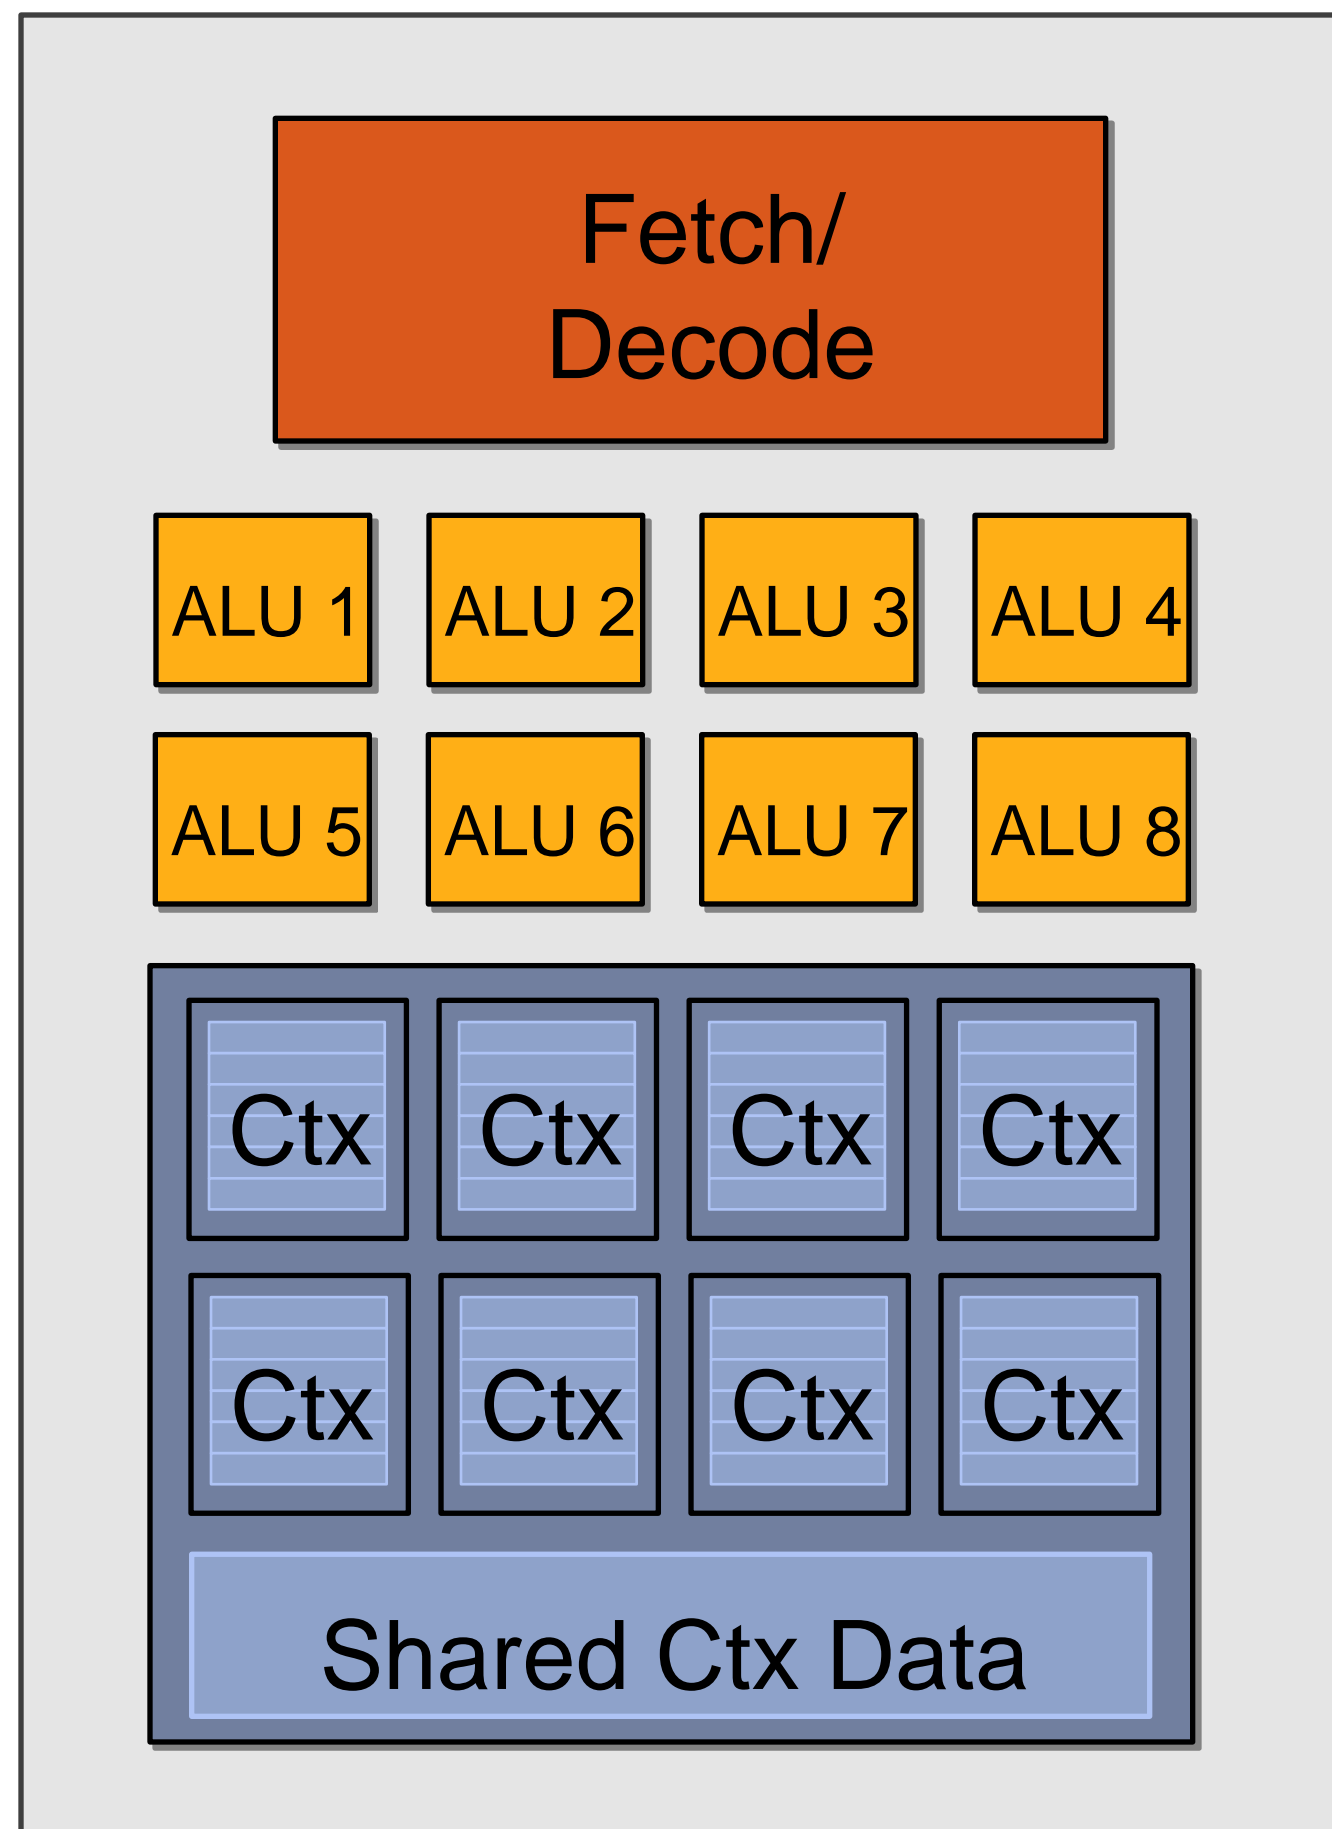 Fetch/
Decode
ALU 1 ALU 2 ALU 3 ALU 4
ALU 5 ALU 6 ALU 7 ALU 8
Ctx Ctx Ctx Ctx
Ctx Ctx Ctx Ctx
Shared Ctx Data